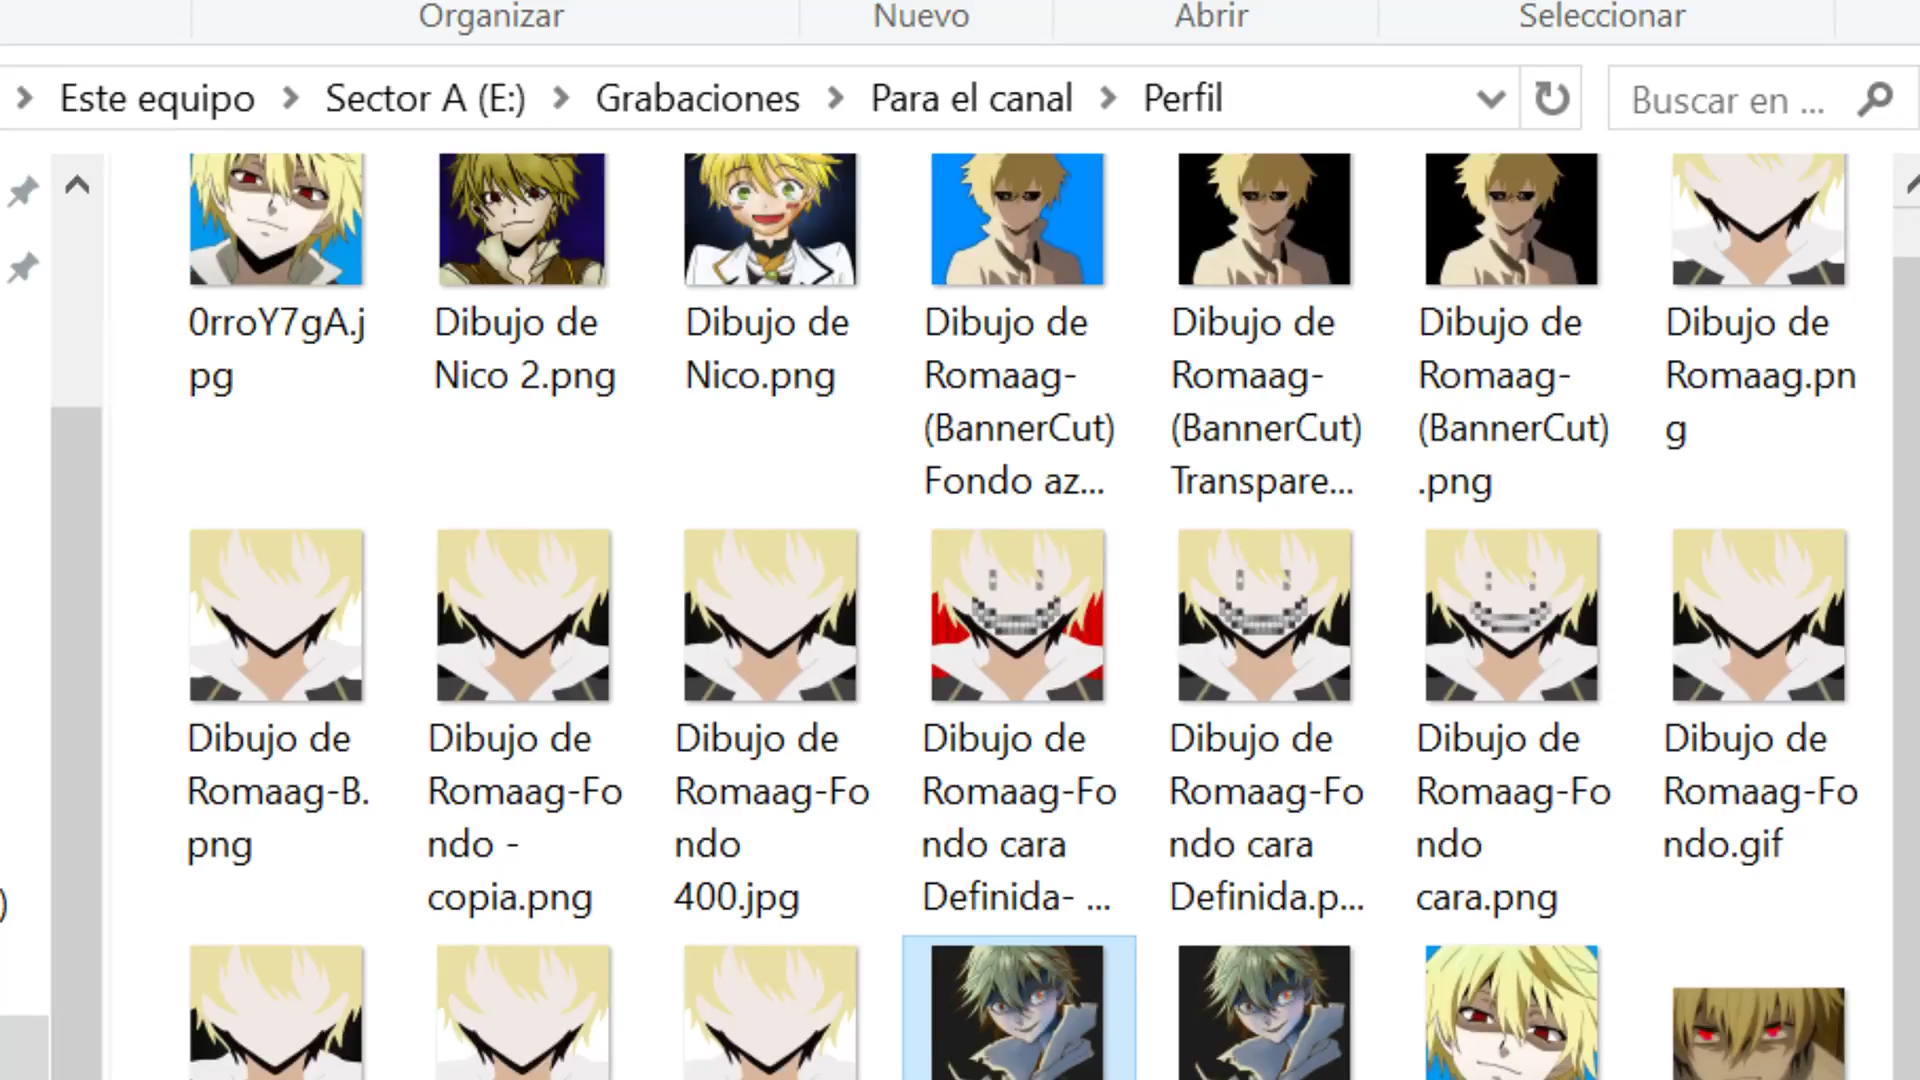 Organizar Nuevo Abrir Seleccionar
Este equipo Sector A (E:) Grabaciones Para el canal Perfil Buscar en ...
0rroY7gA.j
pg
Dibujo de
Nico 2.png
Dibujo de
Nico.png
Dibujo de
Romaag-
(BannerCut)
Fondo az...
Dibujo de
Romaag-
(BannerCut)
Transpare...
Dibujo de
Romaag-
(BannerCut)
.png
Dibujo de
Romaag.pn
g
Dibujo de
Romaag-B.
png
Dibujo de
Romaag-Fo
ndo -
copia.png
Dibujo de
Romaag-Fo
ndo
400.jpg
Dibujo de
Romaag-Fo
ndo cara
Definida- ...
Dibujo de
Romaag-Fo
ndo cara
Definida.p...
Dibujo de
Romaag-Fo
ndo
cara.png
Dibujo de
Romaag-Fo
ndo.gif
)